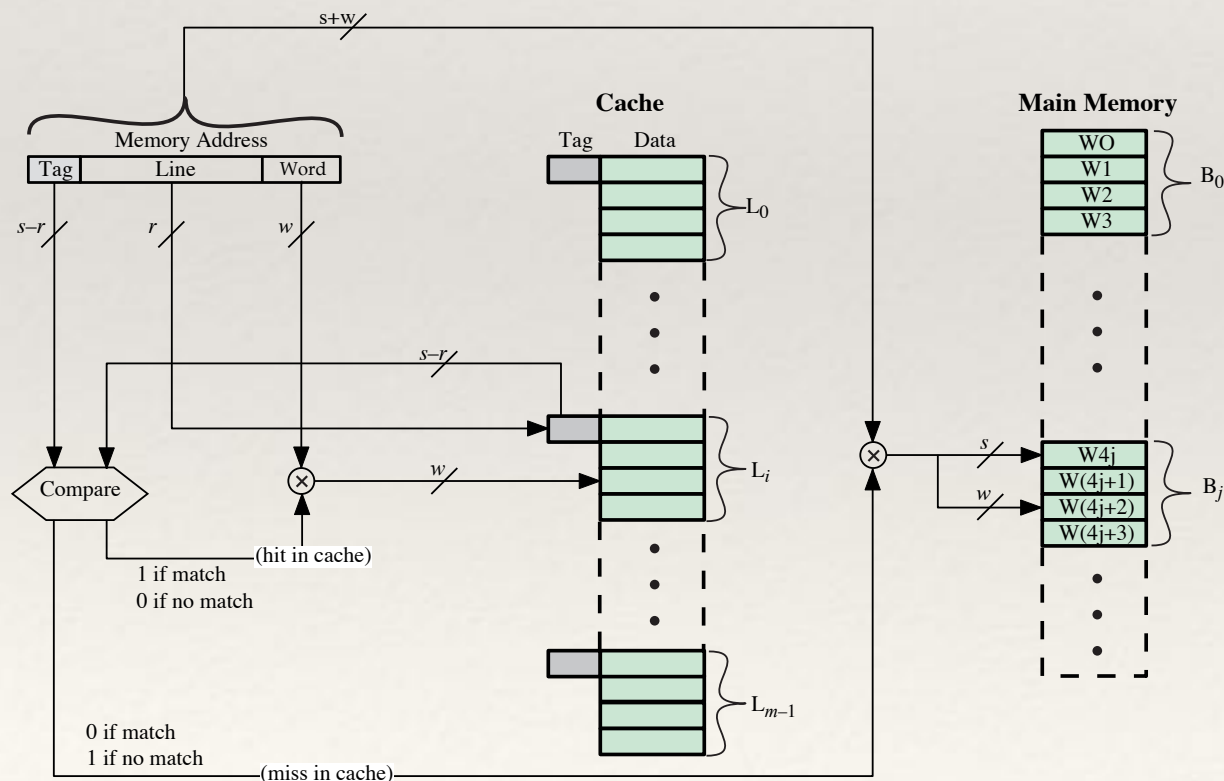 s+w
Cache
Main Memory
Memory Address
Tag
Data
Tag
Line
Word
WO
W1
W2
W3
B0
L0
s–r
r
w
s–r
Compare
w
Li
s
w
W4j
W(4j+1)
W(4j+2)
W(4j+3)
Bj
(hit in cache)
1 if match
0 if no match
Lm–1
0 if match
1 if no match
(miss in cache)